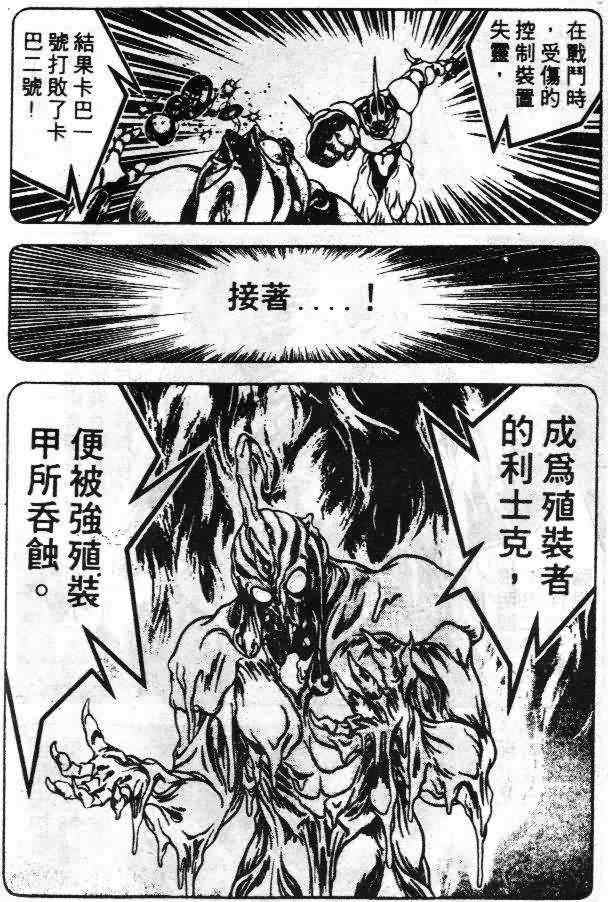 在戰鬥時
，受傷的
控制裝置
失靈，
結果卡巴一
號打敗了卡
巴二號！
接著....！
成爲殖裝者
的利士克，
便被強殖裝
甲所吞蝕。